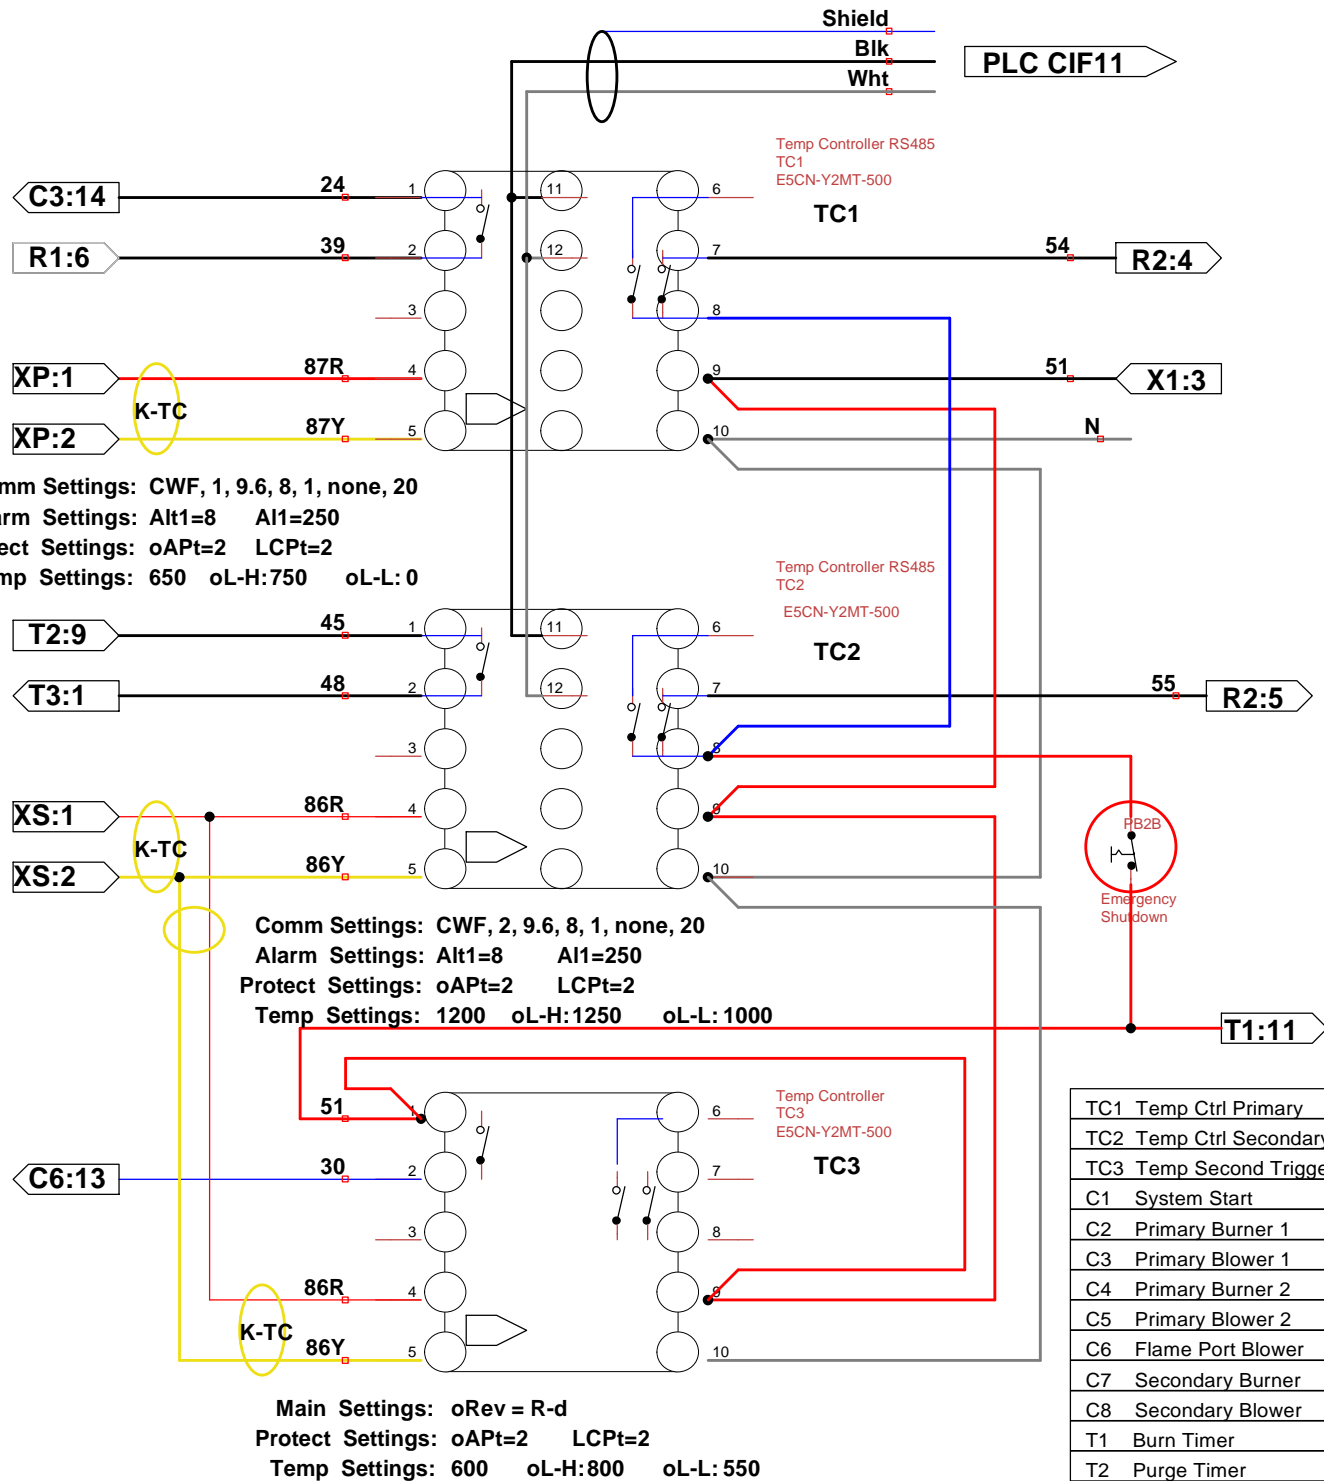 Shield
Blk
PLC CIF11
Wht
Temp Controller RS485
TC1
E5CN-Y2MT-500
TC1
C3:14
24
1
11
6
R1:6
39
2
12
7
54
R2:4
3
8
XP:1
87R
4
9
51
X1:3
K-TC
XP:2
87Y
5
10
N
mm Settings: CWF, 1, 9.6, 8, 1, none, 20
arm Settings: Alt1=8 Al1=250
ect Settings: oAPt=2 LCPt=2
mp Settings: 650 oL-H:750 oL-L: 0
Temp Controller RS485
TC2
E5CN-Y2MT-500
TC2
T2:9
45
1
11
6
T3:1
48
2
12
7
55
R2:5
3
8
XS:1
86R
4
9
PB2B
K-TC
XS:2
86Y
5
10
Emergency
Shutdown
Comm Settings: CWF, 2, 9.6, 8, 1, none, 20
Alarm Settings: Alt1=8 Al1=250
Protect Settings: oAPt=2 LCPt=2
Temp Settings: 1200 oL-H:1250 oL-L: 1000
T1:11
Temp Controller
TC3
E5CN-Y2MT-500
TC3
51
1
6
C6:13
30
2
7
3
8
86R
4
9
K-TC
86Y
5
10
Main Settings: oRev = R-d
Protect Settings: oAPt=2 LCPt=2
Temp Settings: 600 oL-H:800 oL-L: 550
TC1 Temp Ctrl Primary
TC2 Temp Ctrl Secondary
TC3 Temp Second Trigge
C1 System Start
C2 Primary Burner 1
C3 Primary Blower 1
C4 Primary Burner 2
C5 Primary Blower 2
C6 Flame Port Blower
C7 Secondary Burner
C8 Secondary Blower
T1 Burn Timer
T2 Purge Timer